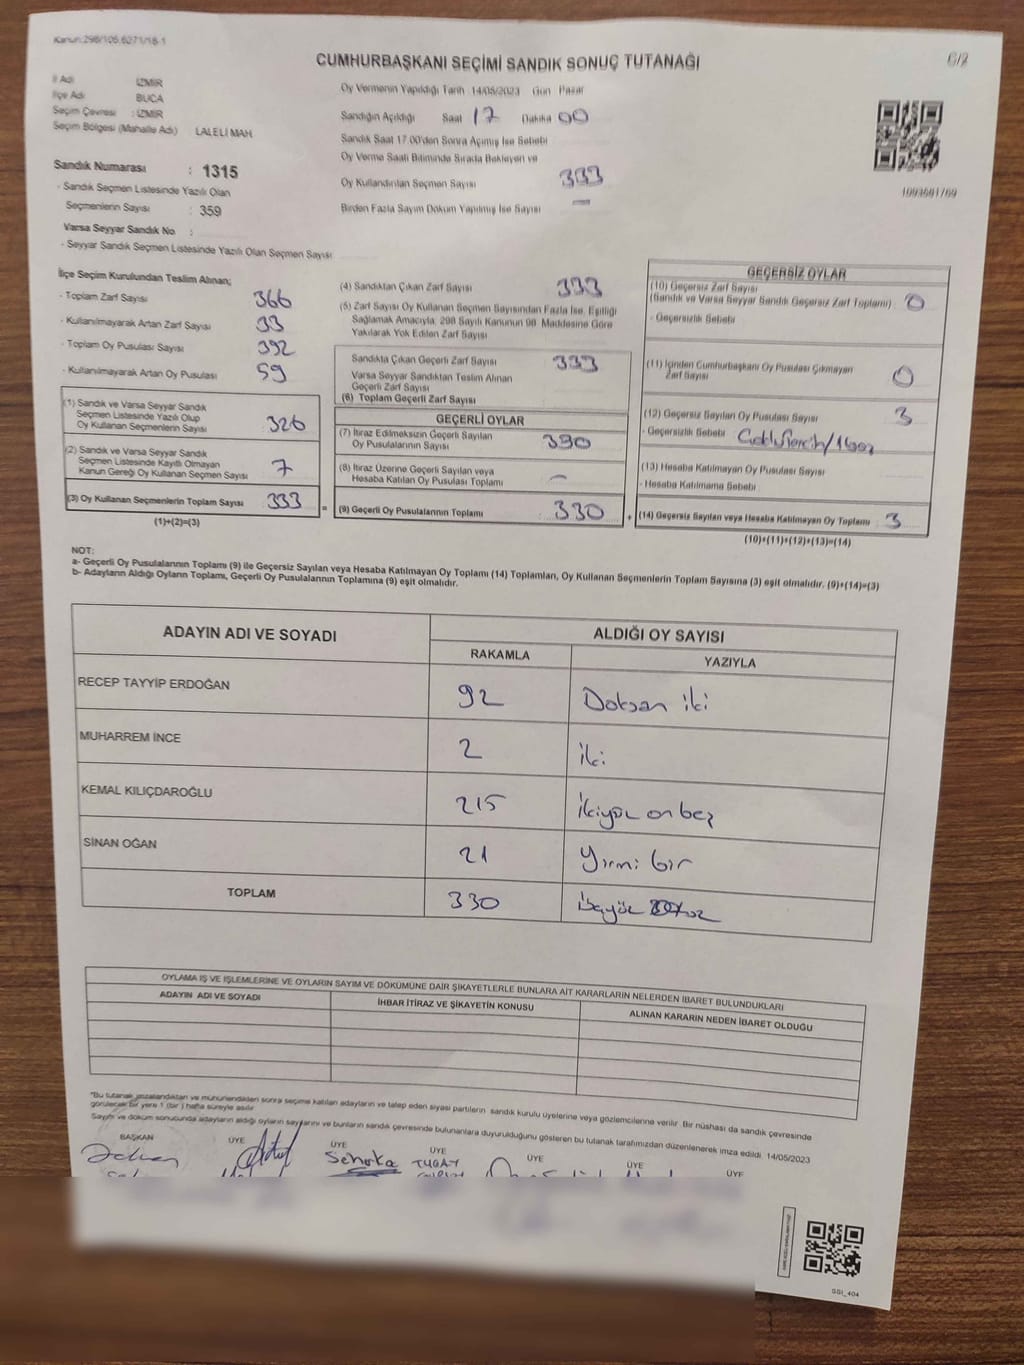 Kanun:298/105,6271/18-1
CUMHURBAŞKANI SEÇİMİ SANDIK SONUÇ TUTANAĞI
6/2
İl Adı İZMİR
İlçe Adı BUCA
Seçim Çevresi : İZMİR
Seçim Bölgesi (Mahalle Adı) LALELİ MAH
Sandık Numarası : 1315
- Sandık Seçmen Listesinde Yazılı Olan
Seçmenlerin Sayısı : 359
Varsa Seyyar Sandık No :
- Seyyar Sandık Seçmen Listesinde Yazılı Olan Seçmen Sayısı
Oy Vermenin Yapıldığı Tarih 14/05/2023 Gün Pazar
Sandığın Açıldığı Saat 17 Dakika 00
Sandık Saat 17.00'den Sonra Açımış İse Sebebi
Oy Verme Saati Bitiminde Sırada Bekleyen ve
Oy Kullandırılan Seçmen Sayısı 333
Birden Fazla Sayım Döküm Yapılmış İse Sayısı —
1093691769
İlçe Seçim Kurulundan Teslim Alınan;
- Toplam Zarf Sayısı 366
- Kullanılmayarak Artan Zarf Sayısı 33
- Toplam Oy Pusulası Sayısı 392
- Kullanılmayarak Artan Oy Pusulası 59
(1) Sandık ve Varsa Seyyar Sandık
Seçmen Listesinde Yazılı Olup
Oy Kullanan Seçmenlerin Sayısı 326
(2) Sandık ve Varsa Seyyar Sandık
Seçmen Listesinde Kayıtlı Olmayan
Kanun Gereği Oy Kullanan Seçmen Sayısı 7
(3) Oy Kullanan Seçmenlerin Toplam Sayısı 333 =
(1)+(2)=(3)
(4) Sandıktan Çıkan Zarf Sayısı 333
(5) Zarf Sayısı Oy Kullanan Seçmen Sayısından Fazla İse, Eşitliği
Sağlamak Amacıyla, 298 Sayılı Kanunun 98. Maddesine Göre
Yakılarak Yok Edilen Zarf Sayısı
Sandıkta Çıkan Geçerli Zarf Sayısı 333
Varsa Seyyar Sandıktan Teslim Alınan
Geçerli Zarf Sayısı
(6) Toplam Geçerli Zarf Sayısı
GEÇERLİ OYLAR
(7) İtiraz Edilmeksizin Geçerli Sayılan
Oy Pusulalarının Sayısı 330
(8) İtiraz Üzerine Geçerli Sayılan veya
Hesaba Katılan Oy Pusulası Toplamı —
(9) Geçerli Oy Pusulalarının Toplamı 330 +
GEÇERSİZ OYLAR
(10) Geçersiz Zarf Sayısı
(Sandık ve Varsa Seyyar Sandık Geçersiz Zarf Toplamı) 0
- Geçersizlik Sebebi
(11) İçinden Cumhurbaşkanı Oy Pusulası Çıkmayan
Zarf Sayısı 0
(12) Geçersiz Sayılan Oy Pusulası Sayısı 3
- Geçersizlik Sebebi
(13) Hesaba Katılmayan Oy Pusulası Sayısı
- Hesaba Katılmama Sebebi
(14) Geçersiz Sayılan veya Hesaba Katılmayan Oy Toplamı : 3
(10)+(11)+(12)+(13)=(14)
NOT:
a- Geçerli Oy Pusulalarının Toplamı (9) ile Geçersiz Sayılan veya Hesaba Katılmayan Oy Toplamı (14) Toplamları, Oy Kullanan Seçmenlerin Toplam Sayısına (3) eşit olmalıdır. (9)+(14)=(3)
b- Adayların Aldığı Oyların Toplamı, Geçerli Oy Pusulalarının Toplamına (9) eşit olmalıdır.
ADAYIN ADI VE SOYADI ALDIĞI OY SAYISI
RAKAMLA YAZIYLA
RECEP TAYYİP ERDOĞAN 92 Doksan iki
MUHARREM İNCE 2 iki
KEMAL KILIÇDAROĞLU 215 ikiyüz onbeş
SİNAN OĞAN 21 Yirmi bir
TOPLAM 330 üçyüz
OYLAMA İŞ VE İŞLEMLERİNE VE OYLARIN SAYIM VE DÖKÜMÜNE DAİR ŞİKAYETLERLE BUNLARA AİT KARARLARIN NELERDEN İBARET BULUNDUKLARI
ADAYIN ADI VE SOYADI İHBAR İTİRAZ VE ŞİKAYETİN KONUSU ALINAN KARARIN NEDEN İBARET OLDUĞU
*Bu tutanak imzalandıktan ve mühürlendikten sonra seçime katılan adayların ve talep eden siyasi partilerin sandık kurulu üyelerine veya gözlemcilerine verilir. Bir nüshası da sandık çevresinde
görülecek bir yere 1 (bir) hafta süreyle asılır.
Sayım ve döküm sonucunda adayların aldığı oyların sayılarını ve bunların sandık çevresinde bulunanlara duyurulduğunu gösteren bu tutanak tarafımızdan düzenlenerek imza edildi. 14/05/2023
BAŞKAN ÜYE ÜYE ÜYE ÜYE ÜYE ÜYE
TUGAY
SSI_404